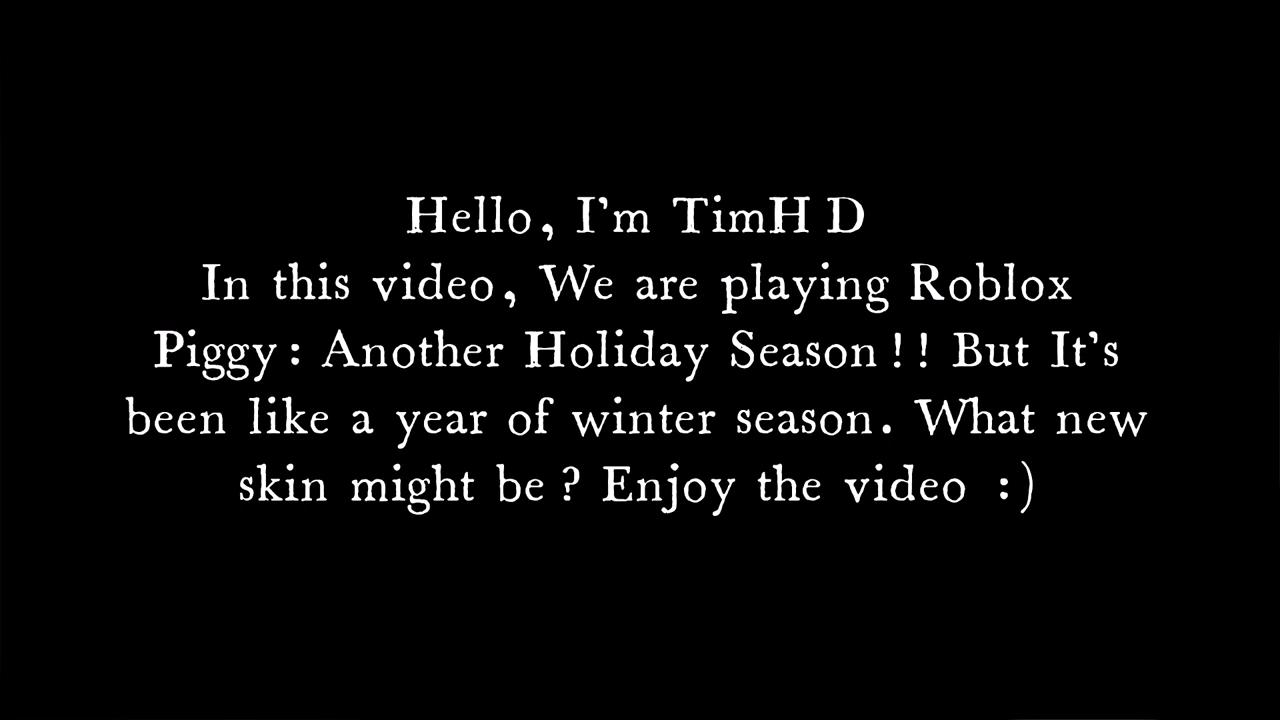 Hello, I'm TimH D
In this video, We are playing Roblox
Piggy: Another Holiday Season!! But It's
been like a year of winter season. What new
skin might be? Enjoy the video :)